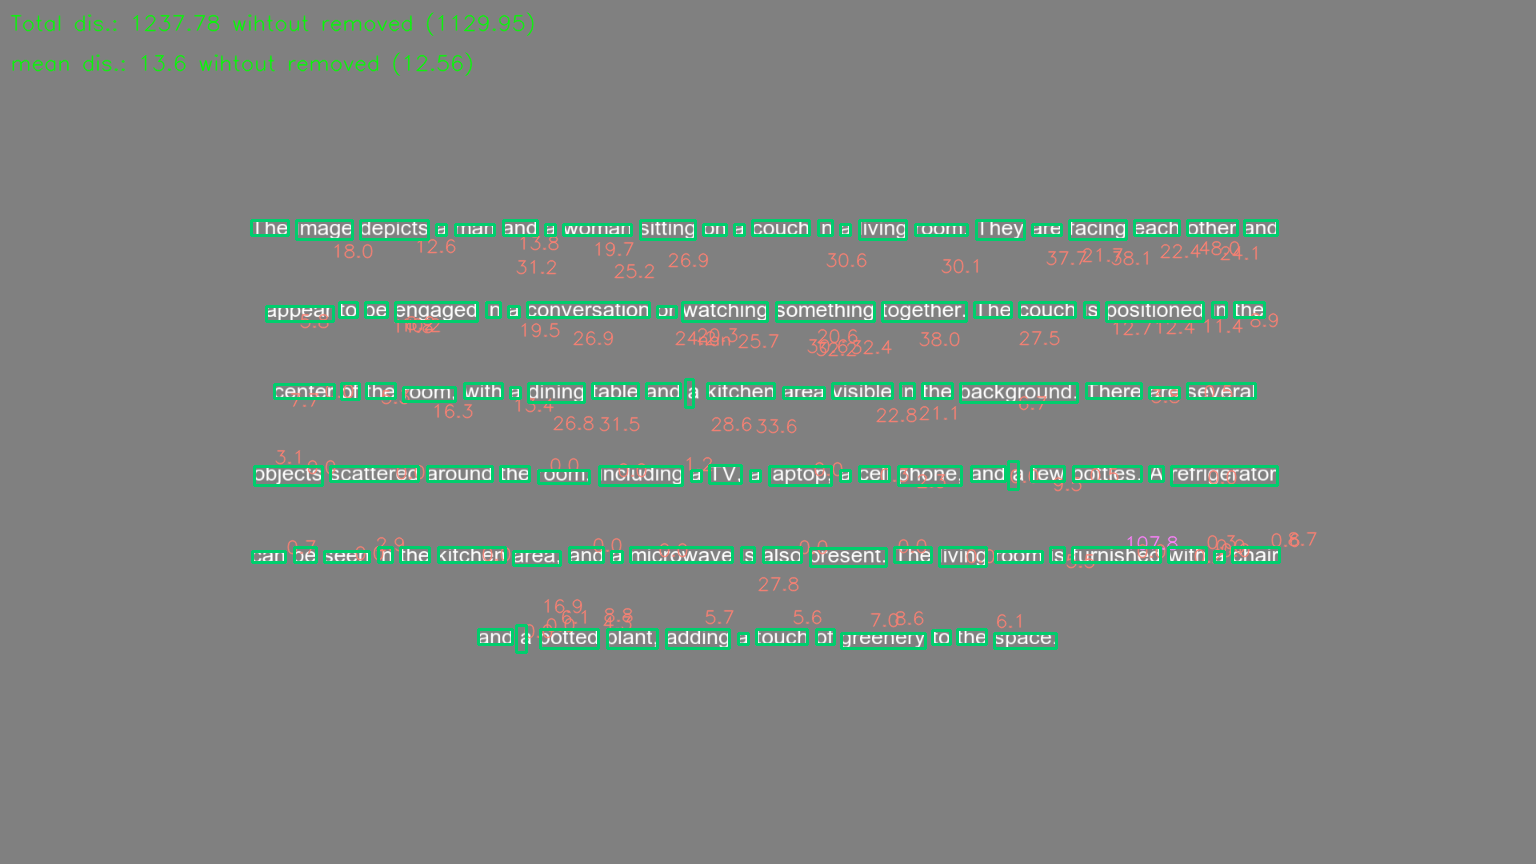 Total dis.: 1237.78 wihtout removed (1129.95)
mean dis.: 13.6 wihtout removed (12.56)
The image depicts a man and a woman sitting on a couch in a living room. They are facing each other and
18.0 12.6 13.8 19.7 37.7 21.7 38.1 22.4 48.0 24.1
31.2 25.2 26.9 30.6 30.1
appear to be engaged in a conversation or watching something together. The couch is positioned in the
5.8 19.5 12.7 12.4 11.4 8.9
26.9 20.3 25.7 20.6 32.2 32.4 38.0 27.5
center of the room, with a dining table and a kitchen area visible in the background. There are several
7.7 16.3 13.4 22.8 21.1 6.7
26.8 31.5 28.6 33.6
3.1 0.0 0.0 1.2
objects scattered around the room, including a TV, a laptop, a cell phone, and a few bottles. A refrigerator
9.5
0.7 2.9 0.0 0.0 0.0 107.8 0.3 8.7
can be seen in the kitchen area, and a microwave is also present. The living room is furnished with a chair
27.8
16.9 6.1 8.8 5.7 5.6 7.0 8.6 6.1
and a potted plant, adding a touch of greenery to the space.